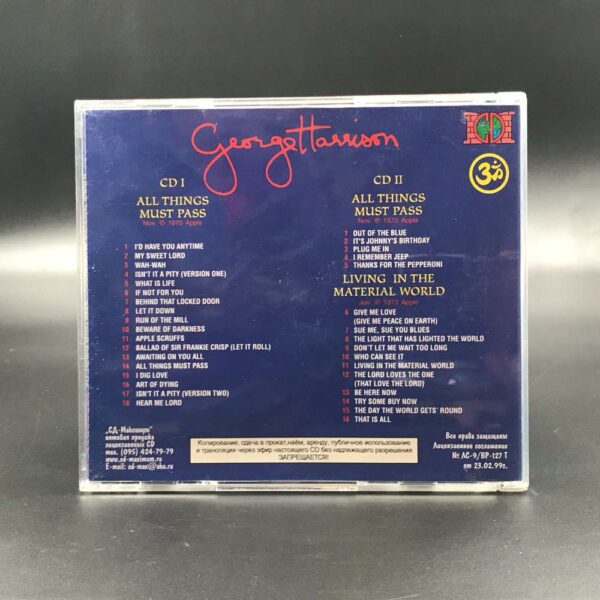 George Harrison
CD I
ALL THINGS
MUST PASS
Nov. ℗ 1970 Apple
1 I'D HAVE YOU ANYTIME
2 MY SWEET LORD
3 WAH-WAH
4 ISN'T IT A PITY (VERSION ONE)
5 WHAT IS LIFE
6 IF NOT FOR YOU
7 BEHIND THAT LOCKED DOOR
8 LET IT DOWN
9 RUN OF THE MILL
10 BEWARE OF DARKNESS
11 APPLE SCRUFFS
12 BALLAD OF SIR FRANKIE CRISP (LET IT ROLL)
13 AWAITING ON YOU ALL
14 ALL THINGS MUST PASS
15 I DIG LOVE
16 ART OF DYING
17 ISN'T IT A PITY (VERSION TWO)
18 HEAR ME LORD
CD II
ALL THINGS
MUST PASS
Nov. ℗ 1970 Apple
1 OUT OF THE BLUE
2 IT'S JOHNNY'S BIRTHDAY
3 PLUG ME IN
4 I REMEMBER JEEP
5 THANKS FOR THE PEPPERONI
LIVING IN THE
MATERIAL WORLD
Jun. ℗ 1973 Apple
6 GIVE ME LOVE
(GIVE ME PEACE ON EARTH)
7 SUE ME, SUE YOU BLUES
8 THE LIGHT THAT HAS LIGHTED THE WORLD
9 DON'T LET ME WAIT TOO LONG
10 WHO CAN SEE IT
11 LIVING IN THE MATERIAL WORLD
12 THE LORD LOVES THE ONE
(THAT LOVE THE LORD)
13 BE HERE NOW
14 TRY SOME BUY NOW
15 THE DAY THE WORLD GETS' ROUND
16 THAT IS ALL
„СД-Максимум"
оптовая продажа
лицензионных CD
тел. (095) 424-79-79
www.cd-maximum.ru
E-mail: cd-max@aha.ru
Копирование, сдача в прокат, наём, аренду, публичное использование
и трансляция через эфир настоящего CD без надлежащего разрешения
ЗАПРЕЩАЕТСЯ!
Все права защищены
Лицензионное соглашение
№ ЛС-9/ВР-127 Т
от 23.02.99г.